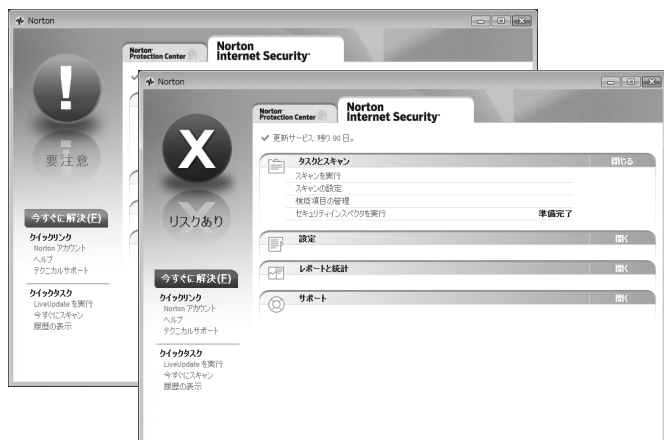 Norton
Norton Protection Center
Norton Internet Security
要注意
今すぐに解決(F)
クイックリンク
Norton アカウント
ヘルプ
テクニカルサポート
クイックタスク
LiveUpdate を実行
今すぐにスキャン
履歴の表示
Norton
Norton Protection Center
Norton Internet Security
更新サービス: 残り 90 日。
リスクあり
今すぐに解決(F)
クイックリンク
Norton アカウント
ヘルプ
テクニカルサポート
クイックタスク
LiveUpdate を実行
今すぐにスキャン
履歴の表示
タスクとスキャン 閉じる
スキャンを実行
スキャンの設定
検疫項目の管理
セキュリティインスペクタを実行 準備完了
設定 開く
レポートと統計 開く
サポート 開く